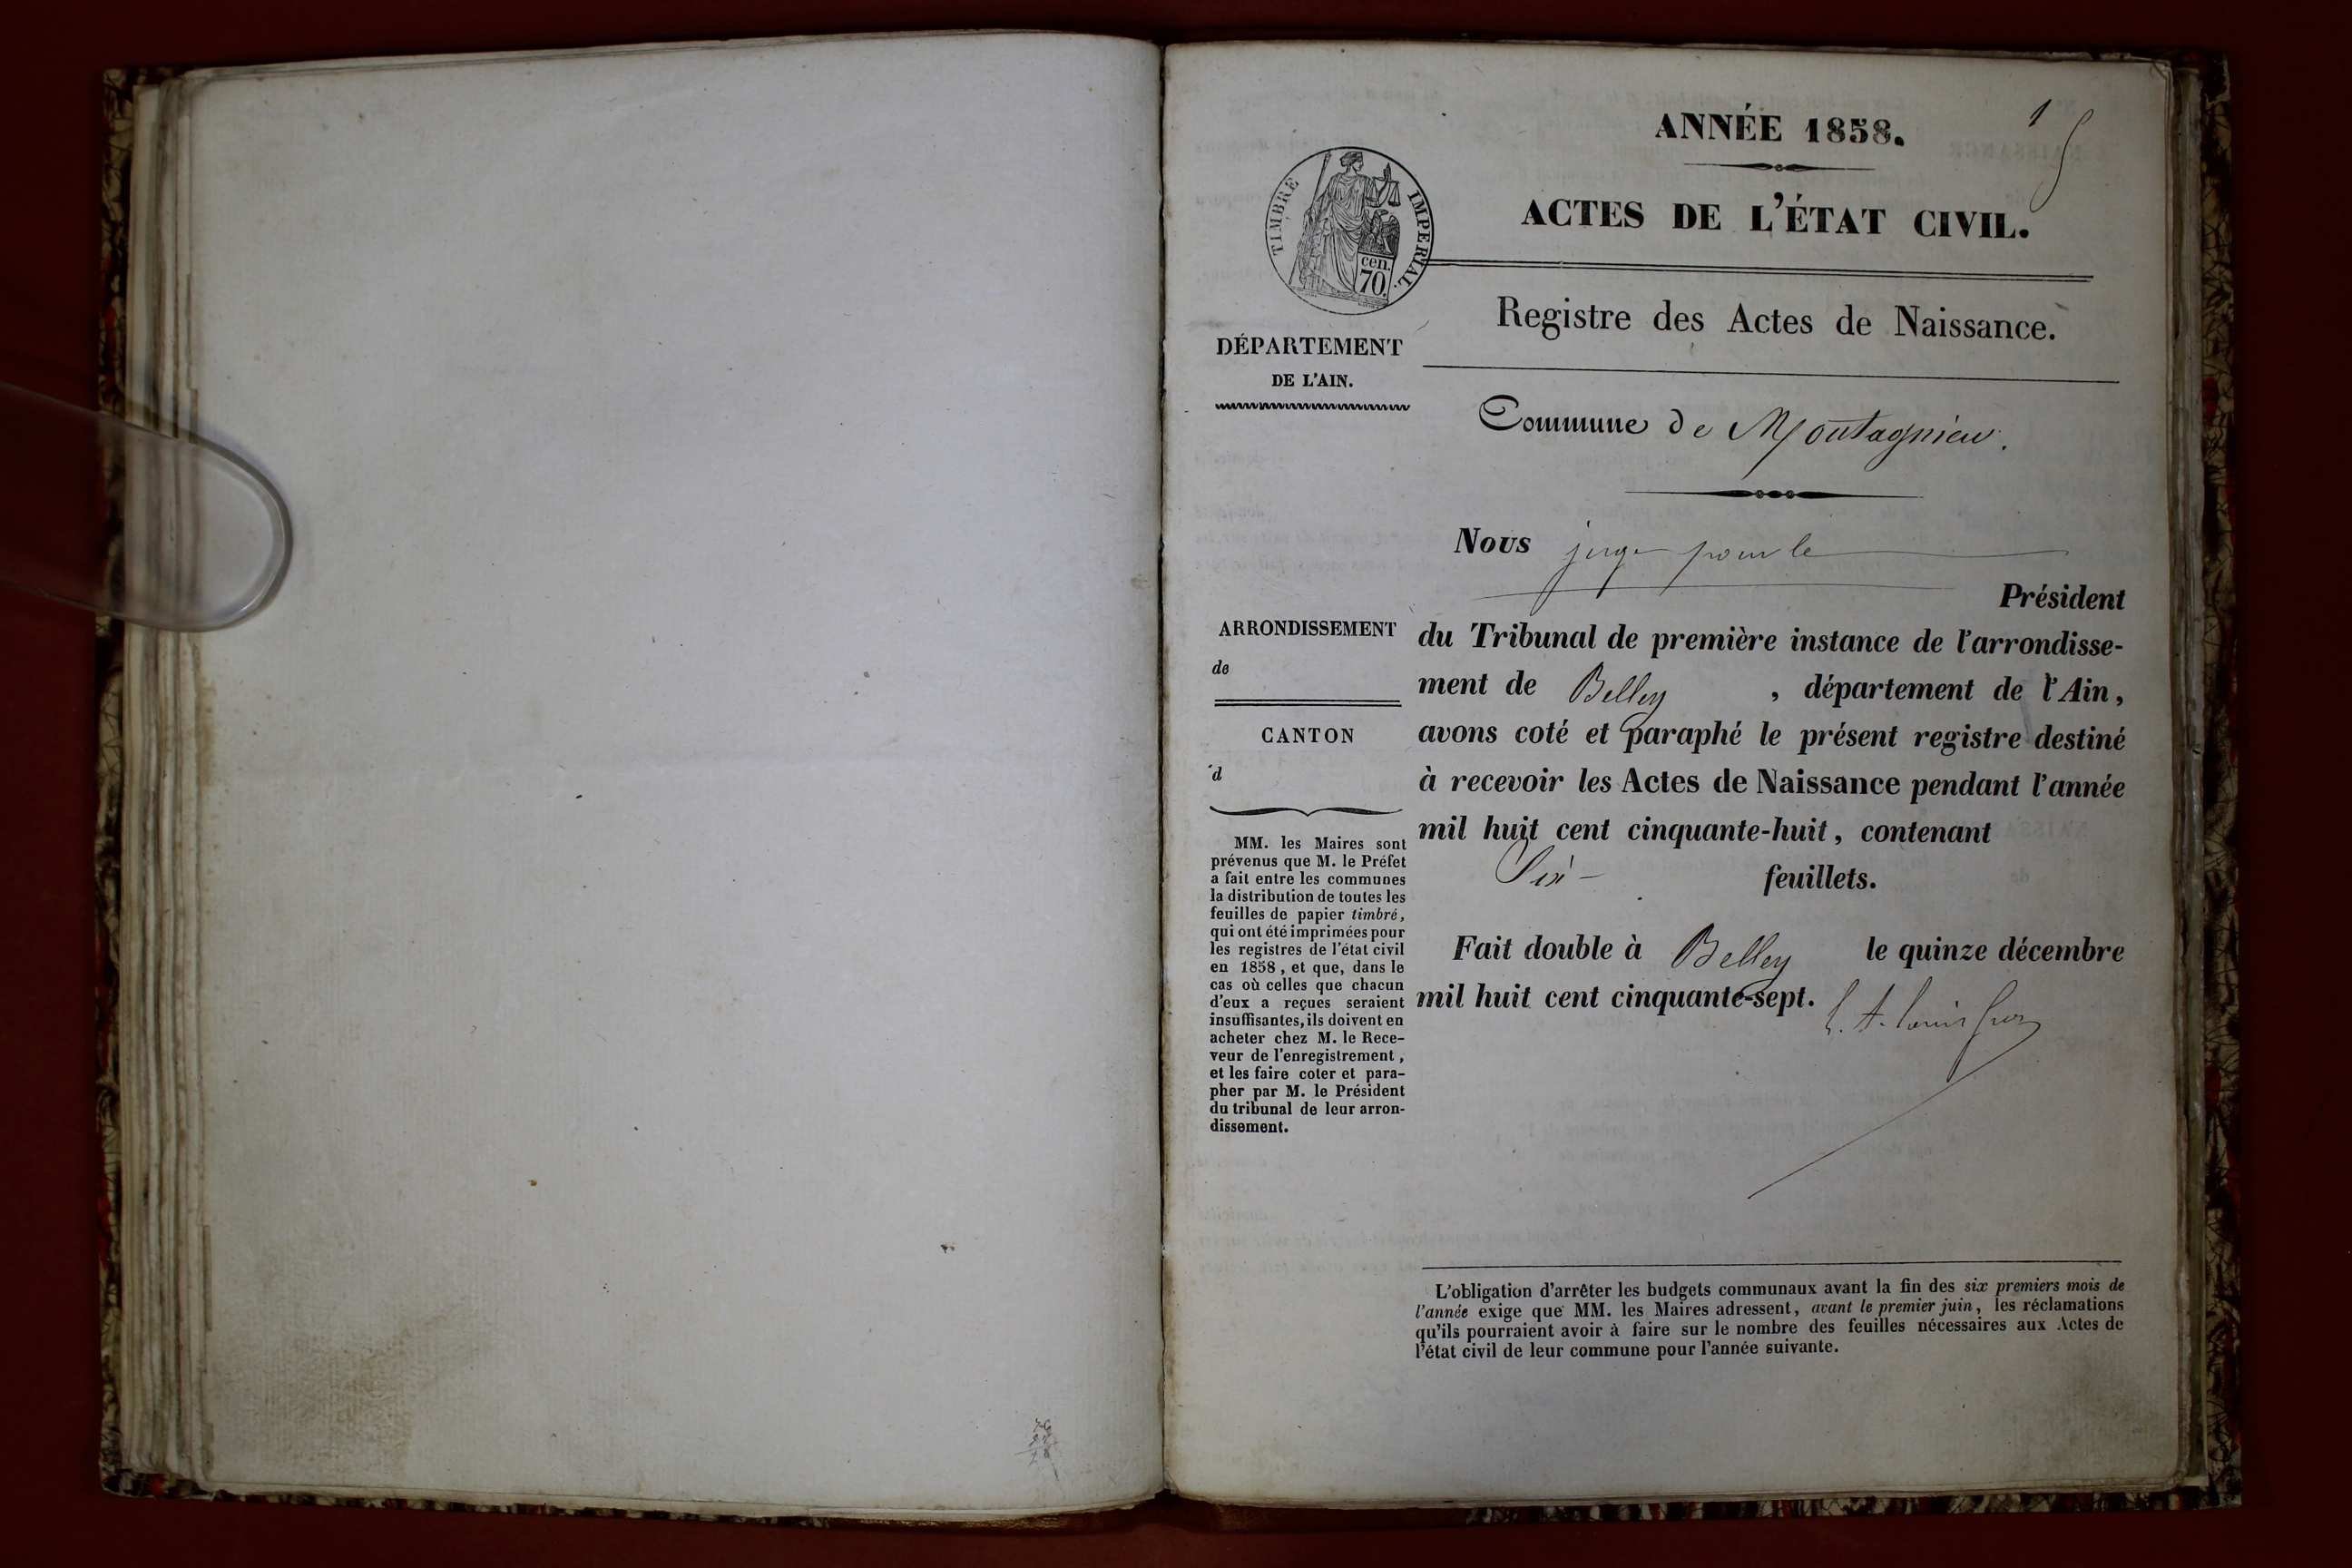 1
ANNÉE 1858.
ACTES DE L'ÉTAT CIVIL.
TIMBRE IMPERIAL.
cen.
70.
Registre des Actes de Naissance.
DÉPARTEMENT
DE L'AIN.
Commune de Montagnieu.
Nous juge pour le
Président
du Tribunal de première instance de l'arrondisse-
ment de Belley, département de l'Ain,
avons coté et paraphé le présent registre destiné
à recevoir les Actes de Naissance pendant l'année
mil huit cent cinquante-huit, contenant
Six feuillets.
Fait double à Belley le quinze décembre
mil huit cent cinquante-sept.
ARRONDISSEMENT
de
CANTON
d
MM. les Maires sont
prévenus que M. le Préfet
a fait entre les communes
la distribution de toutes les
feuilles de papier timbré,
qui ont été imprimées pour
les registres de l'état civil
en 1858, et que, dans le
cas où celles que chacun
d'eux a reçues seraient
insuffisantes, ils doivent en
acheter chez M. le Rece-
veur de l'enregistrement,
et les faire coter et para-
pher par M. le Président
du tribunal de leur arron-
dissement.
L'obligation d'arrêter les budgets communaux avant la fin des six premiers mois de
l'année exige que MM. les Maires adressent, avant le premier juin, les réclamations
qu'ils pourraient avoir à faire sur le nombre des feuilles nécessaires aux Actes de
l'état civil de leur commune pour l'année suivante.